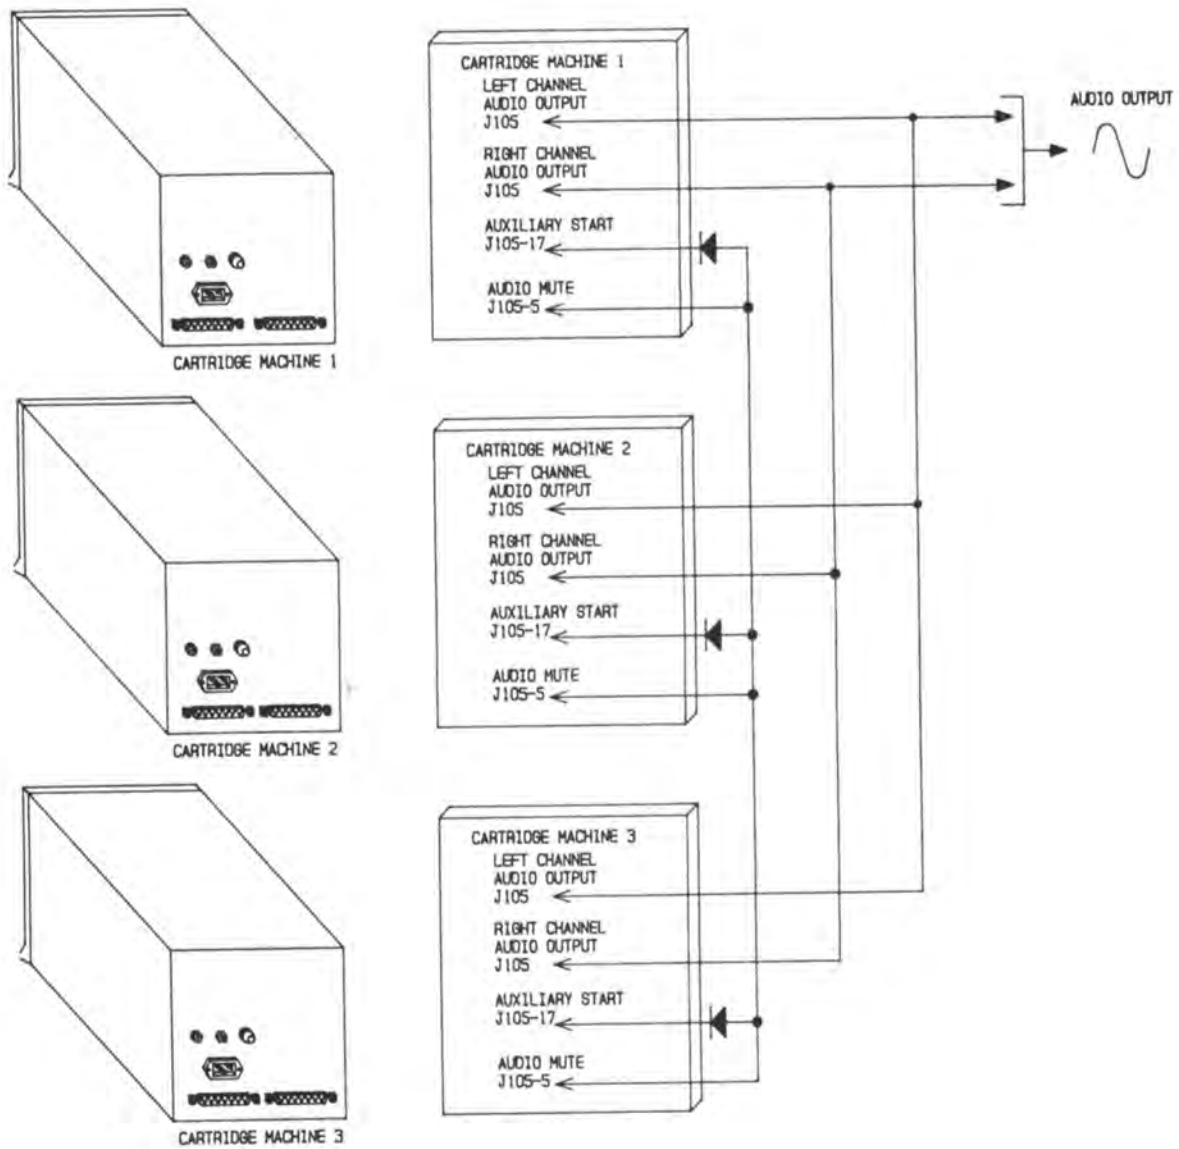 CARTRIDGE MACHINE 1
LEFT CHANNEL
AUDIO OUTPUT
J105
RIGHT CHANNEL
AUDIO OUTPUT
J105
AUXILIARY START
J105-17
AUDIO MUTE
J105-5
AUDIO OUTPUT
CARTRIDGE MACHINE 1
CARTRIDGE MACHINE 2
LEFT CHANNEL
AUDIO OUTPUT
J105
RIGHT CHANNEL
AUDIO OUTPUT
J105
AUXILIARY START
J105-17
AUDIO MUTE
J105-5
CARTRIDGE MACHINE 2
CARTRIDGE MACHINE 3
LEFT CHANNEL
AUDIO OUTPUT
J105
RIGHT CHANNEL
AUDIO OUTPUT
J105
AUXILIARY START
J105-17
AUDIO MUTE
J105-5
CARTRIDGE MACHINE 3